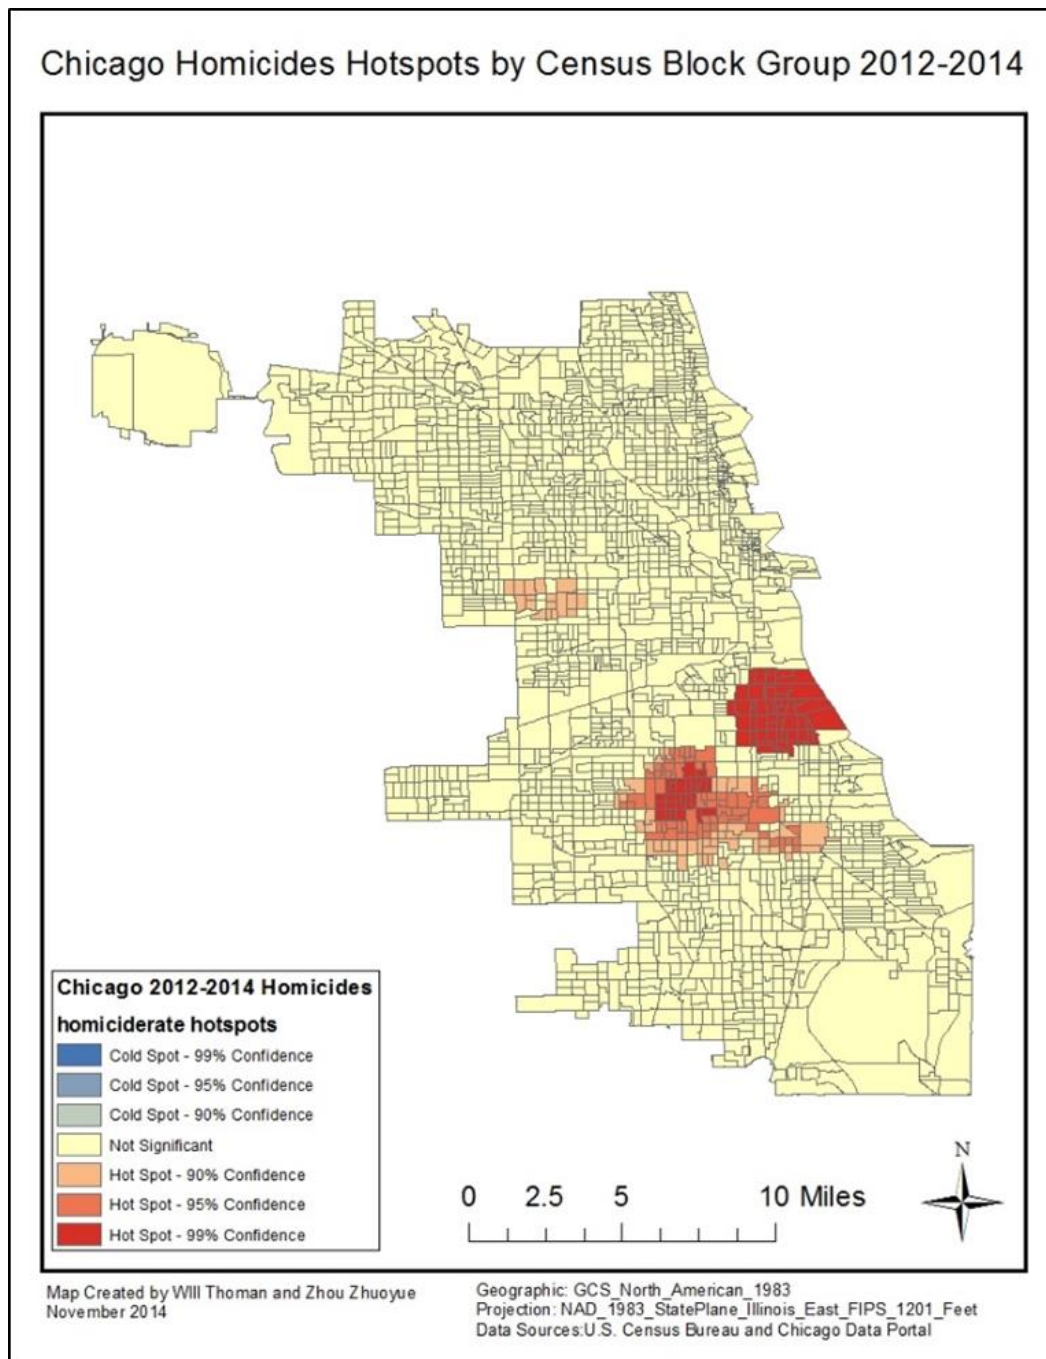 Chicago Homicides Hotspots by Census Block Group 2012-2014
Chicago 2012-2014 Homicides
homiciderate hotspots
Cold Spot - 99% Confidence
Cold Spot - 95% Confidence
Cold Spot - 90% Confidence
Not Significant
Hot Spot - 90% Confidence
Hot Spot - 95% Confidence
Hot Spot - 99% Confidence
0 2.5 5 10 Miles
N
Map Created by WIll Thoman and Zhou Zhuoyue
November 2014
Geographic: GCS_North_American_1983
Projection: NAD_1983_StatePlane_Illinois_East_FIPS_1201_Feet
Data Sources:U.S. Census Bureau and Chicago Data Portal